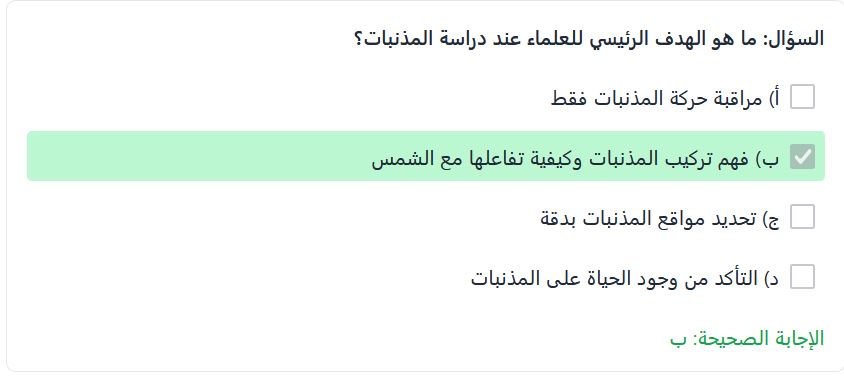 السؤال: ما هو الهدف الرئيسي للعلماء عند دراسة المذنبات؟
أ) مراقبة حركة المذنبات فقط
ب) فهم تركيب المذنبات وكيفية تفاعلها مع الشمس
ج) تحديد مواقع المذنبات بدقة
د) التأكد من وجود الحياة على المذنبات
الإجابة الصحيحة: ب